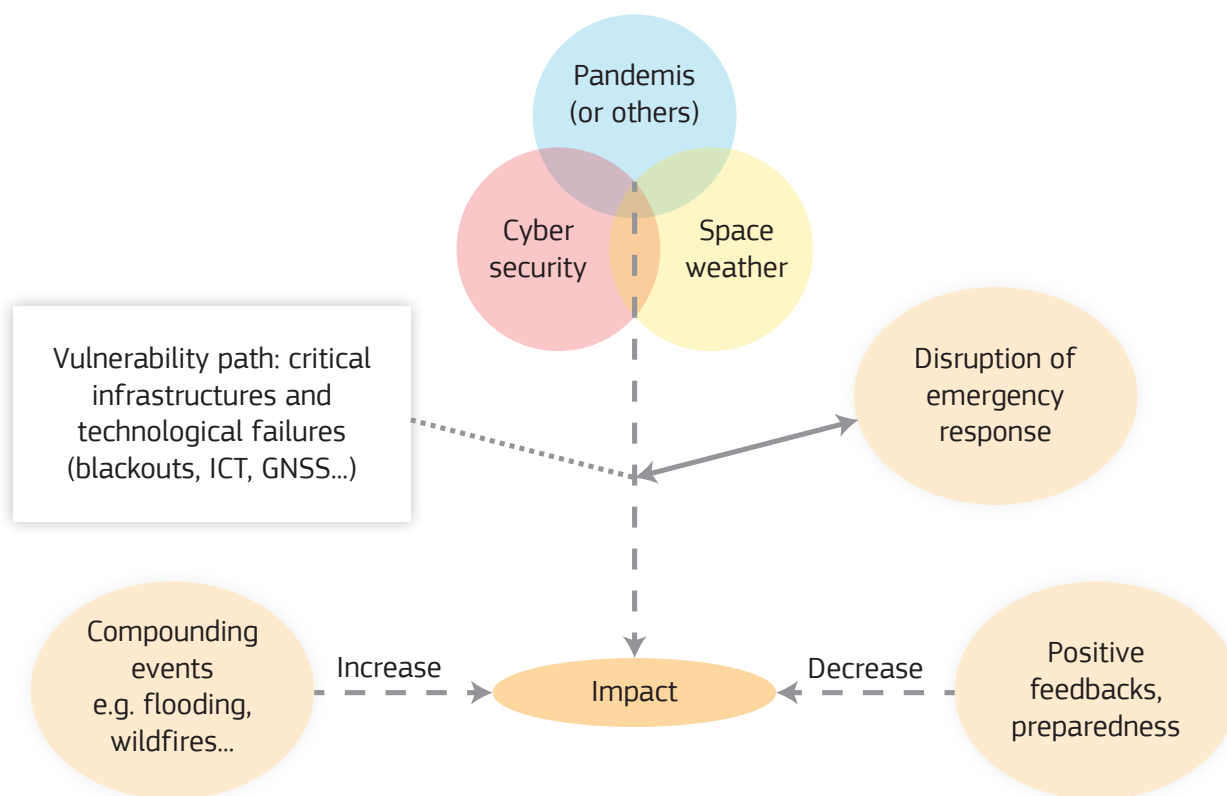 Pandemis
(or others)
Cyber
security
Space
weather
Vulnerability path: critical
infrastructures and
technological failures
(blackouts, ICT, GNSS...)
Disruption of
emergency
response
Compounding
events
e.g. flooding,
wildfires...
Increase
Impact
Decrease
Positive
feedbacks,
preparedness